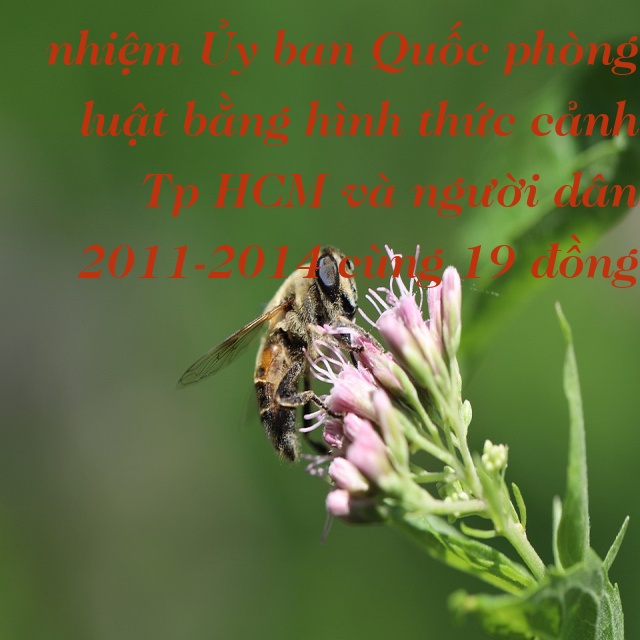 nhiệm Ủy ban Quốc phòng
luật bằng hình thức cảnh
Tp HCM và người dân
2011-2014 cùng 19 đồng